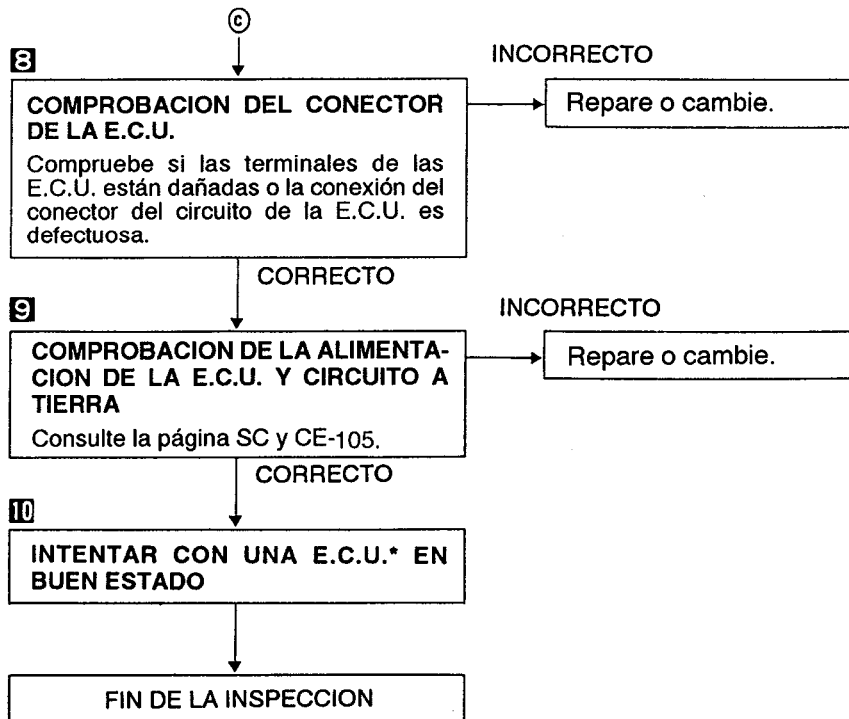 c
8
INCORRECTO
COMPROBACION DEL CONECTOR
DE LA E.C.U.
Compruebe si las terminales de las
E.C.U. están dañadas o la conexión del
conector del circuito de la E.C.U. es
defectuosa.
Repare o cambie.
CORRECTO
9
INCORRECTO
COMPROBACION DE LA ALIMENTA-
CION DE LA E.C.U. Y CIRCUITO A
TIERRA
Consulte la página SC y CE-105.
Repare o cambie.
CORRECTO
10
INTENTAR CON UNA E.C.U.* EN
BUEN ESTADO
FIN DE LA INSPECCION